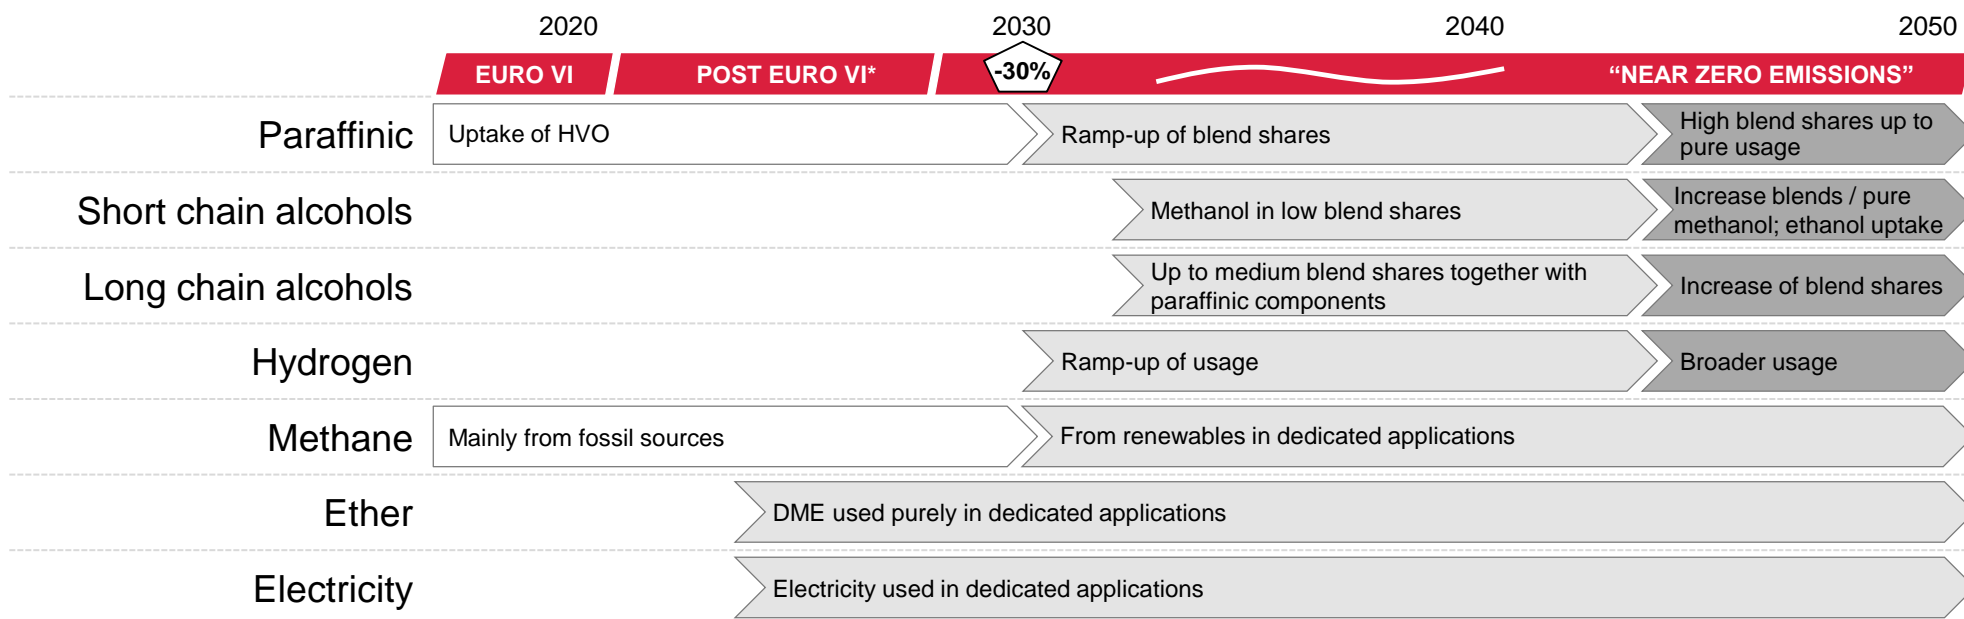 2020 2030 2040 2050
EURO VI POST EURO VI* -30% “NEAR ZERO EMISSIONS”
Paraffinic
Uptake of HVO
Ramp-up of blend shares
High blend shares up to
pure usage
Short chain alcohols
Methanol in low blend shares
Increase blends / pure
methanol; ethanol uptake
Long chain alcohols
Up to medium blend shares together with
paraffinic components
Increase of blend shares
Hydrogen
Ramp-up of usage
Broader usage
Methane
Mainly from fossil sources
From renewables in dedicated applications
Ether
DME used purely in dedicated applications
Electricity
Electricity used in dedicated applications